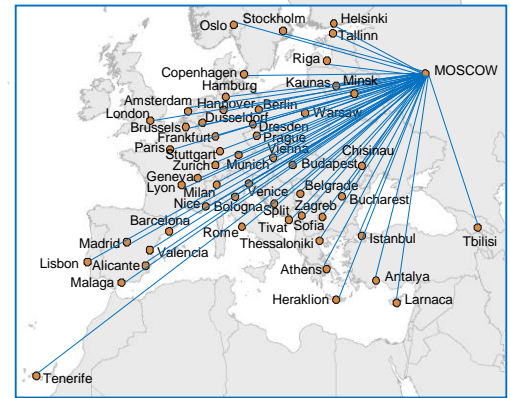 Stockholm
Helsinki
Oslo
Tallinn
Riga
MOSCOW
Copenhagen
Kaunas
Minsk
Hamburg
Amsterdam
Hannover
Berlin
London
Dusseldorf
Warsaw
Brussels
Dresden
Frankfurt
Prague
Paris
Stuttgart
Vienna
Chisinau
Zurich
Munich
Budapest
Geneva
Lyon
Milan
Venice
Belgrade
Nice
Bologna
Split
Zagreb
Bucharest
Barcelona
Rome
Tivat
Sofia
Madrid
Thessaloniki
Istanbul
Tbilisi
Valencia
Lisbon
Alicante
Athens
Malaga
Antalya
Heraklion
Larnaca
Tenerife